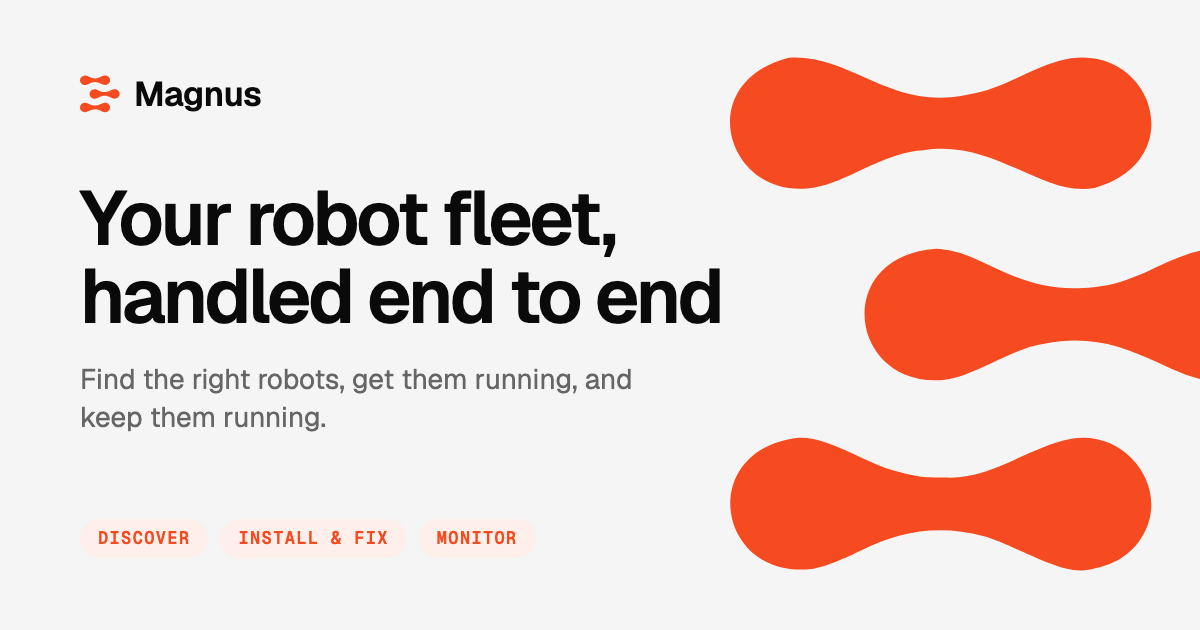 Magnus
Your robot fleet,
handled end to end
Find the right robots, get them running, and
keep them running.
DISCOVER
INSTALL & FIX
MONITOR